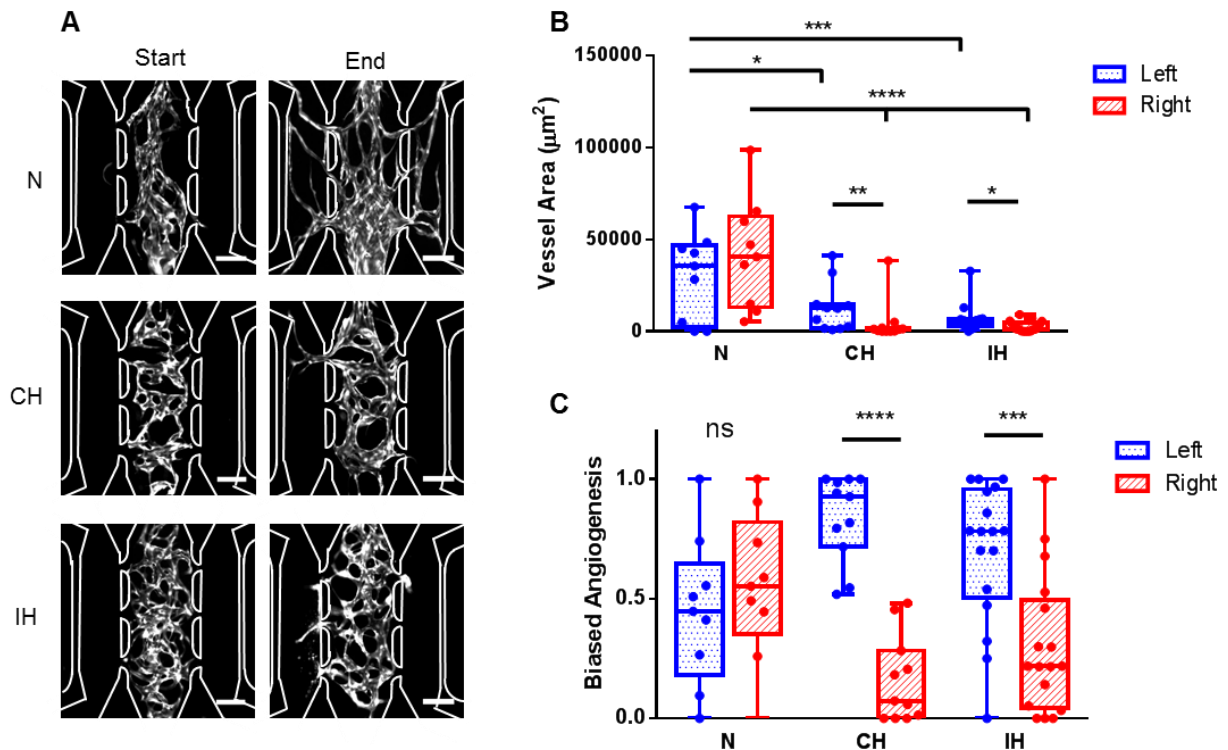 A
Start
End
N
CH
IH
B
***
*
****
**
*
150000
100000
50000
0
Vessel Area (μm²)
N
CH
IH
Left
Right
C
ns
****
***
1.0
0.5
0.0
Biased Angiogenesis
N
CH
IH
Left
Right